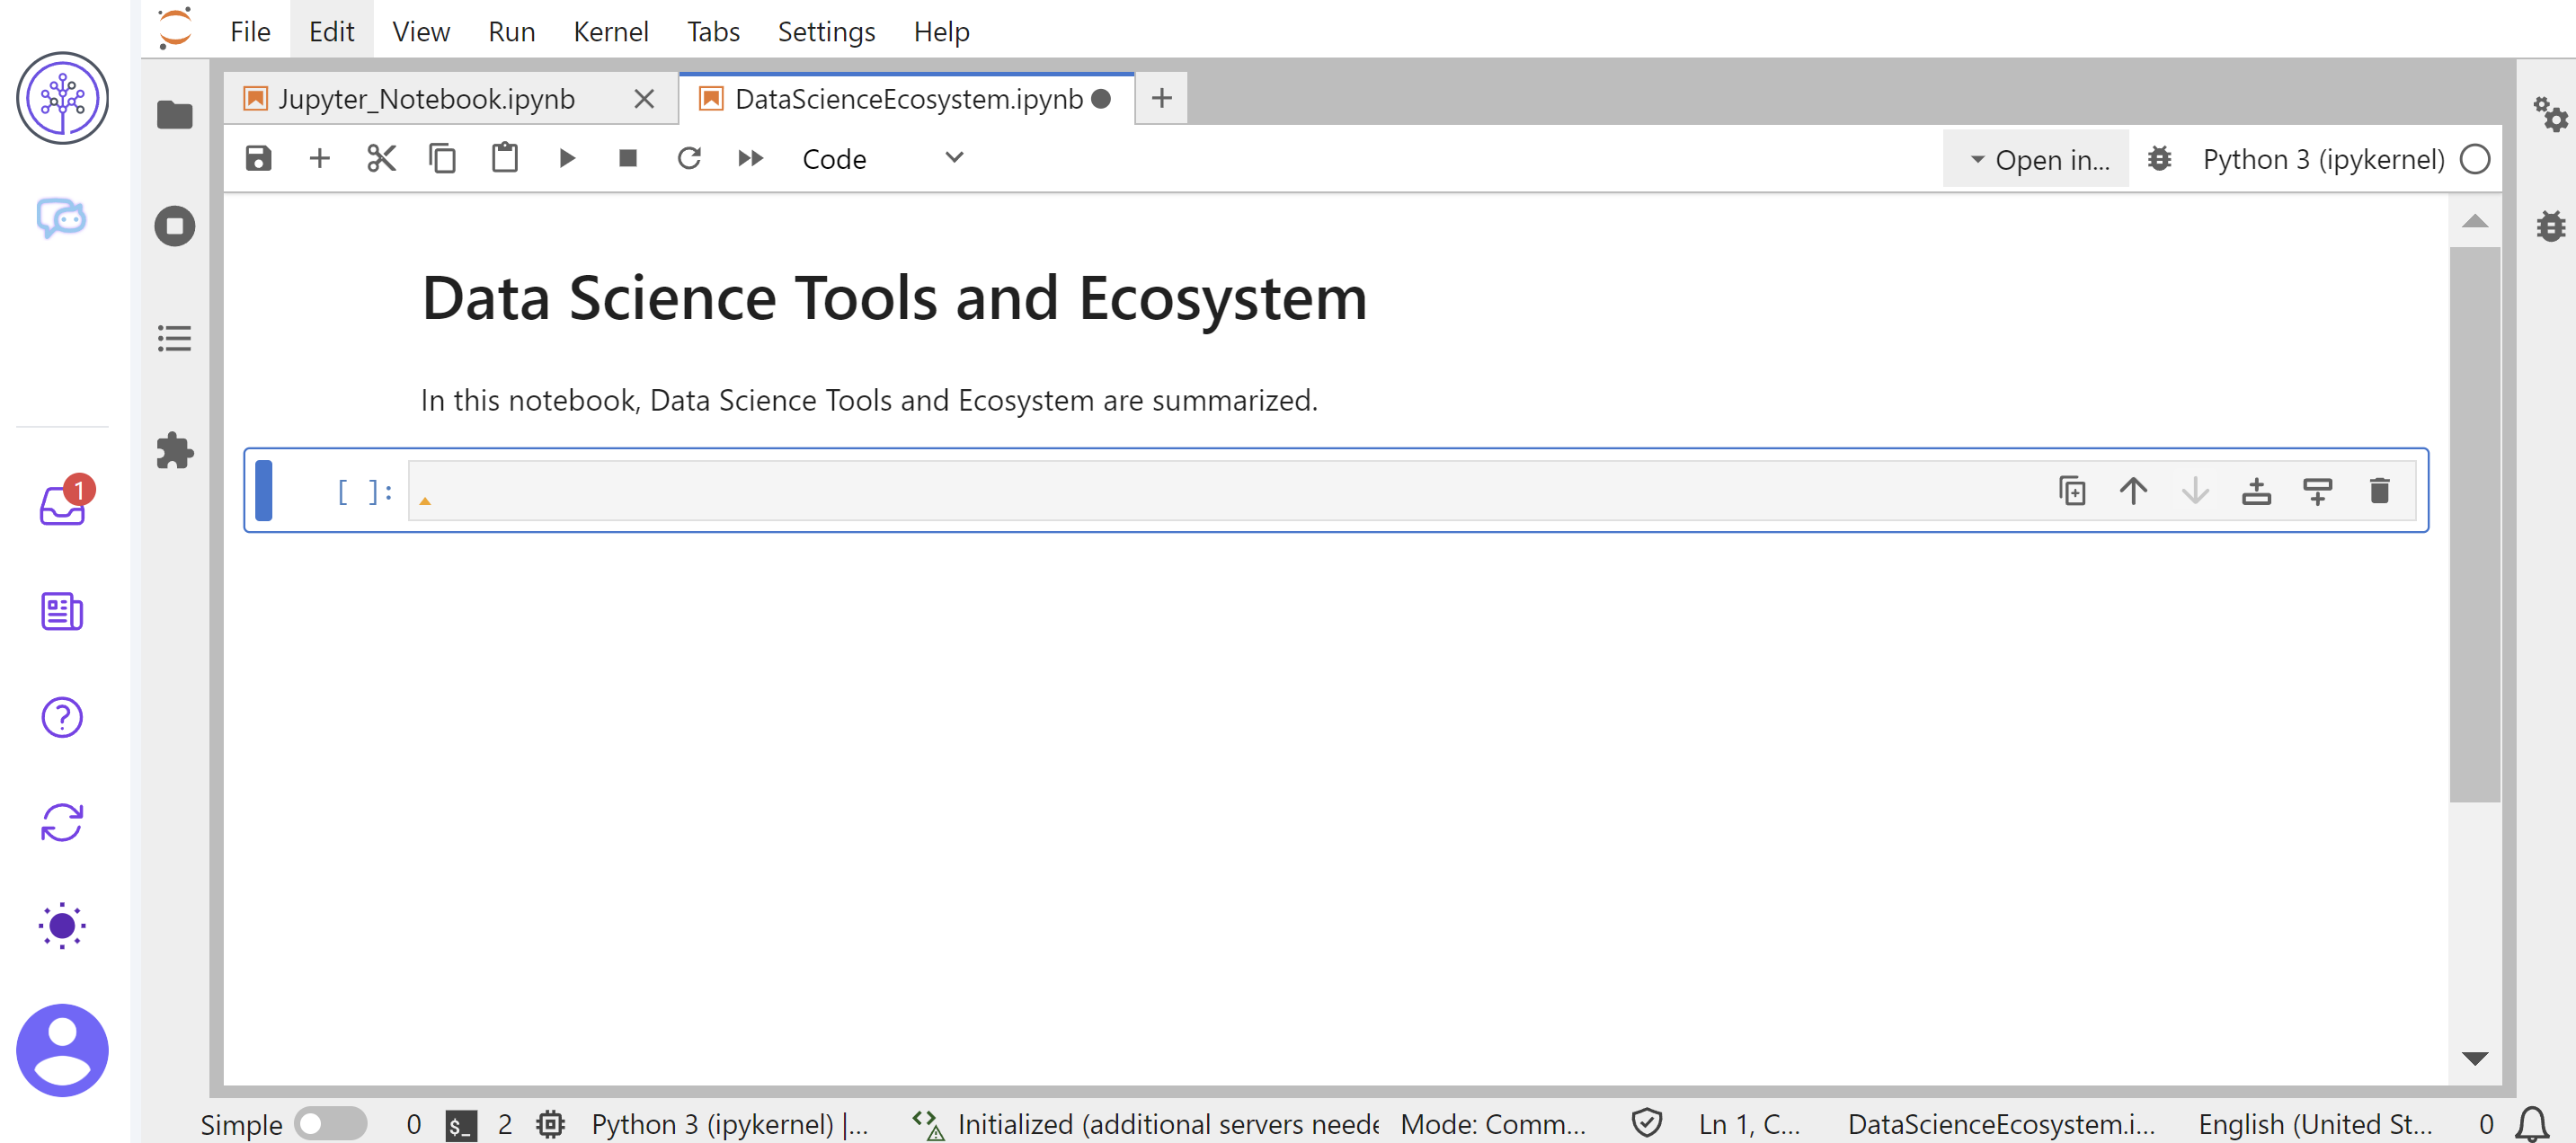 File Edit View Run Kernel Tabs Settings Help
Jupyter_Notebook.ipynb DataScienceEcosystem.ipynb
Code Open in... Python 3 (ipykernel)
Data Science Tools and Ecosystem
In this notebook, Data Science Tools and Ecosystem are summarized.
[ ]:
1
Simple 0 $_ 2 Python 3 (ipykernel) |... Initialized (additional servers neede Mode: Comm... Ln 1, C... DataScienceEcosystem.i... English (United St... 0